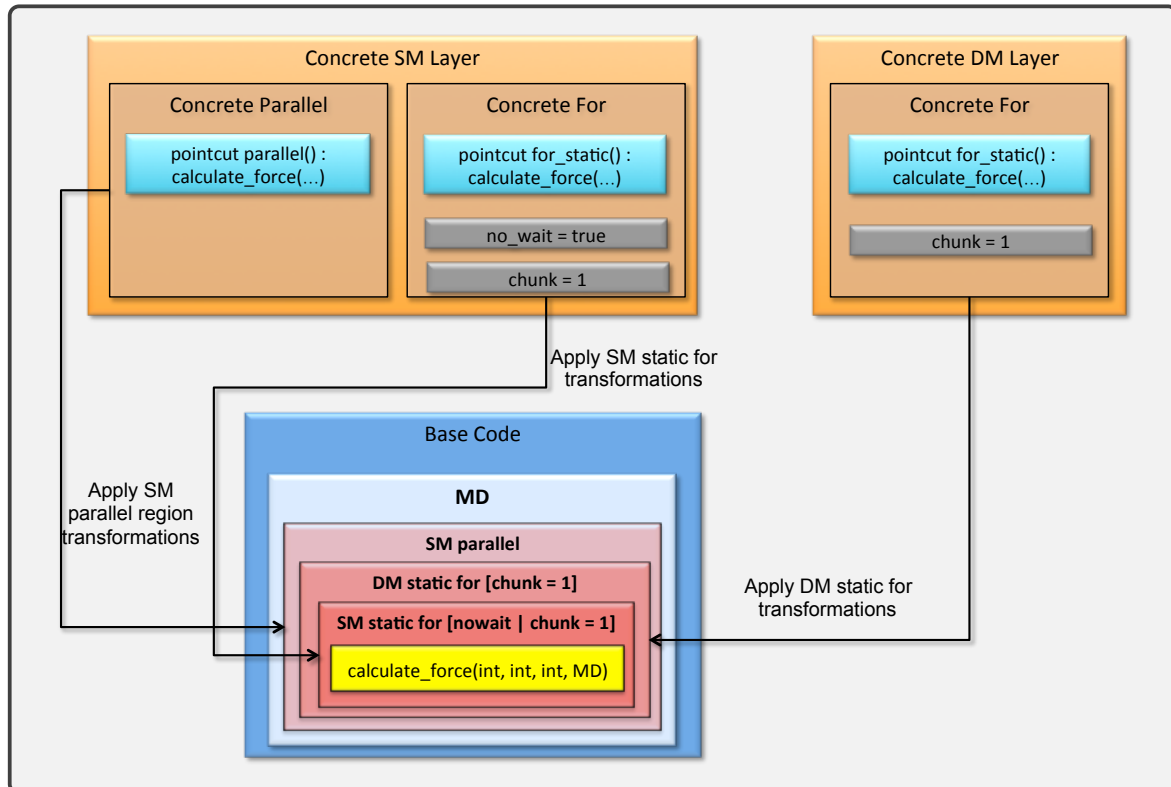 Concrete SM Layer
Concrete Parallel
pointcut parallel() :
calculate_force(…)
Concrete For
pointcut for_static() :
calculate_force(…)
no_wait = true
chunk = 1
Concrete DM Layer
Concrete For
pointcut for_static() :
calculate_force(…)
chunk = 1
Apply SM static for
transformations
Base Code
MD
SM parallel
DM static for [chunk = 1]
SM static for [nowait | chunk = 1]
calculate_force(int, int, int, MD)
Apply SM
parallel region
transformations
Apply DM static for
transformations